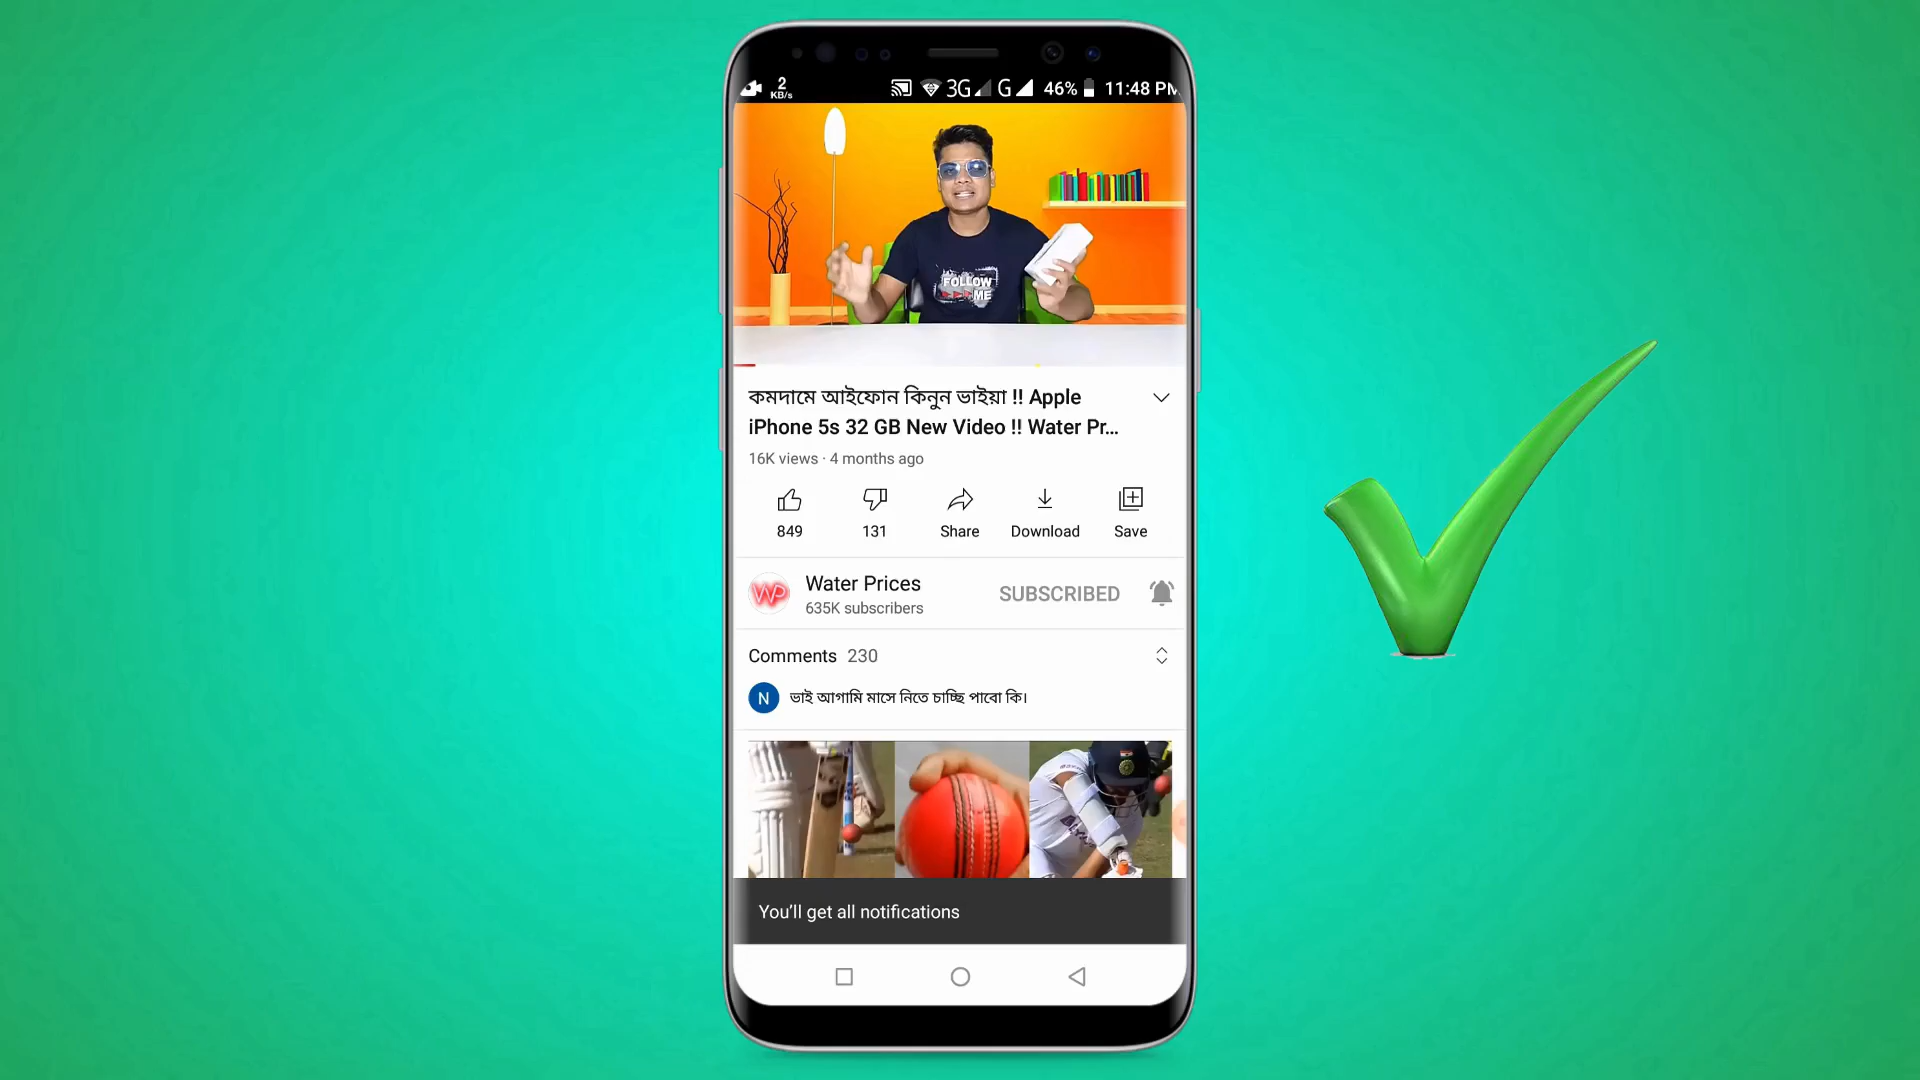 2
KB/s
3G
G
46%
11:48 PM
FOLLOW
ME
কমদামে আইফোন কিনুন ভাইয়া !! Apple
iPhone 5s 32 GB New Video !! Water Pr...
16K views · 4 months ago
849
131
Share
Download
Save
WP
Water Prices
635K subscribers
SUBSCRIBED
Comments 230
N
ভাই আগামি মাসে নিতে চাচ্ছি পাবো কি।
You'll get all notifications